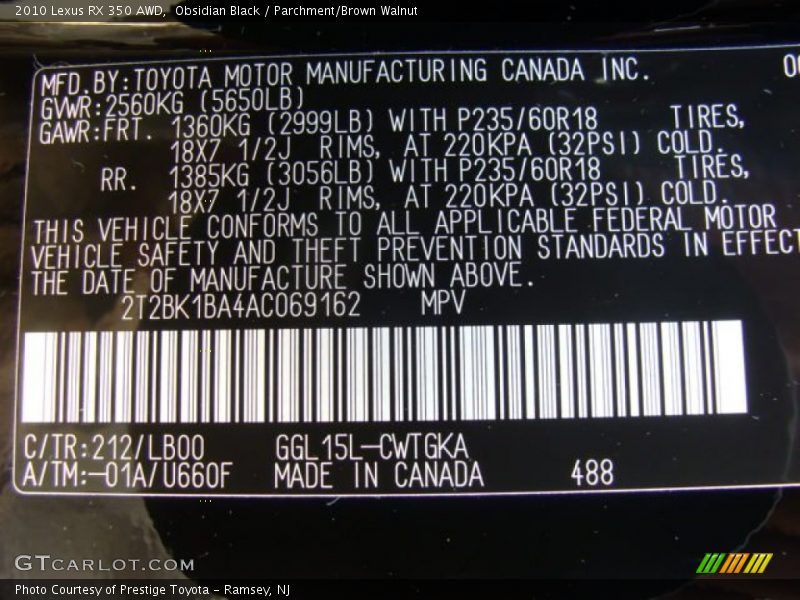 2010 Lexus RX 350 AWD,  Obsidian Black / Parchment/Brown Walnut
MFD.BY:TOYOTA MOTOR MANUFACTURING CANADA INC.
GVWR:2560KG (5650LB)
GAWR:FRT. 1360KG (2999LB) WITH P235/60R18 TIRES,
18X7 1/2J RIMS, AT 220KPA (32PSI) COLD.
RR. 1385KG (3056LB) WITH P235/60R18 TIRES,
18X7 1/2J RIMS, AT 220KPA (32PSI) COLD.
THIS VEHICLE CONFORMS TO ALL APPLICABLE FEDERAL MOTOR
VEHICLE SAFETY AND THEFT PREVENTION STANDARDS IN EFFECT
THE DATE OF MANUFACTURE SHOWN ABOVE.
2T2BK1BA4AC069162 MPV
C/TR:212/LB00 GGL15L-CWTGKA
A/TM:-01A/U660F MADE IN CANADA 488
GTCARLOT.COM
Photo Courtesy of Prestige Toyota – Ramsey, NJ